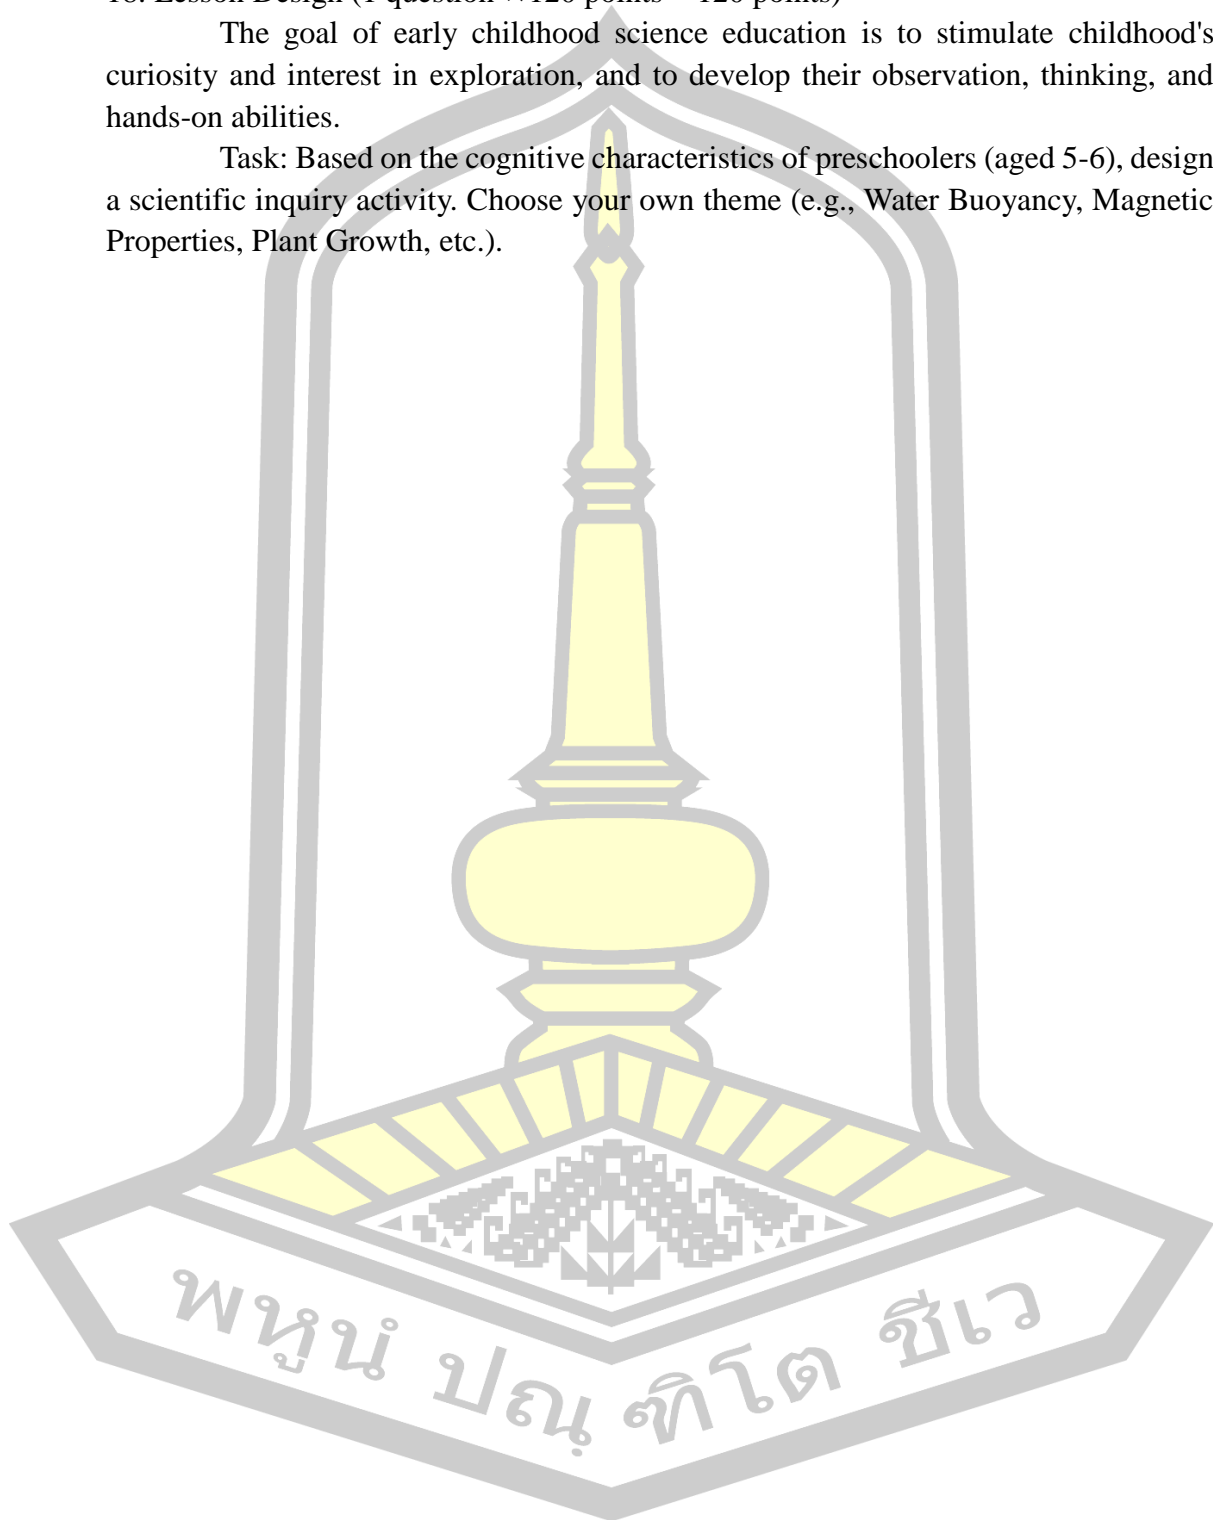 The goal of early childhood science education is to stimulate childhood's
curiosity and interest in exploration, and to develop their observation, thinking, and
hands-on abilities.
Task: Based on the cognitive characteristics of preschoolers (aged 5-6), design
a scientific inquiry activity. Choose your own theme (e.g., Water Buoyancy, Magnetic
Properties, Plant Growth, etc.).
พหูนํ ปณฺฑิโต ชีเว